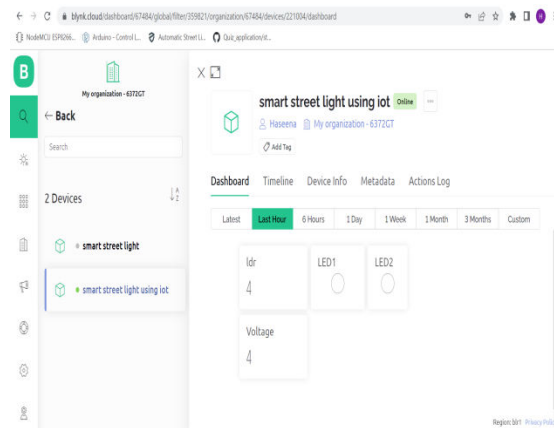 blynk.cloud/dashboard/67484/global/filter/359821/organization/67484/devices/221004/dashboard
NodeMCU ESP8266.. Arduino - Control L... Automatic Street Li... Quiz_application/st...
B
My organization - 6372GT
← Back
Search
2 Devices
smart street light
smart street light using iot
smart street light using iot Online ...
Haseena My organization - 6372GT
Add Tag
Dashboard Timeline Device Info Metadata Actions Log
Latest Last Hour 6 Hours 1 Day 1 Week 1 Month 3 Months Custom
ldr LED1 LED2
4
Voltage
4
Region: blr1 Privacy Policy